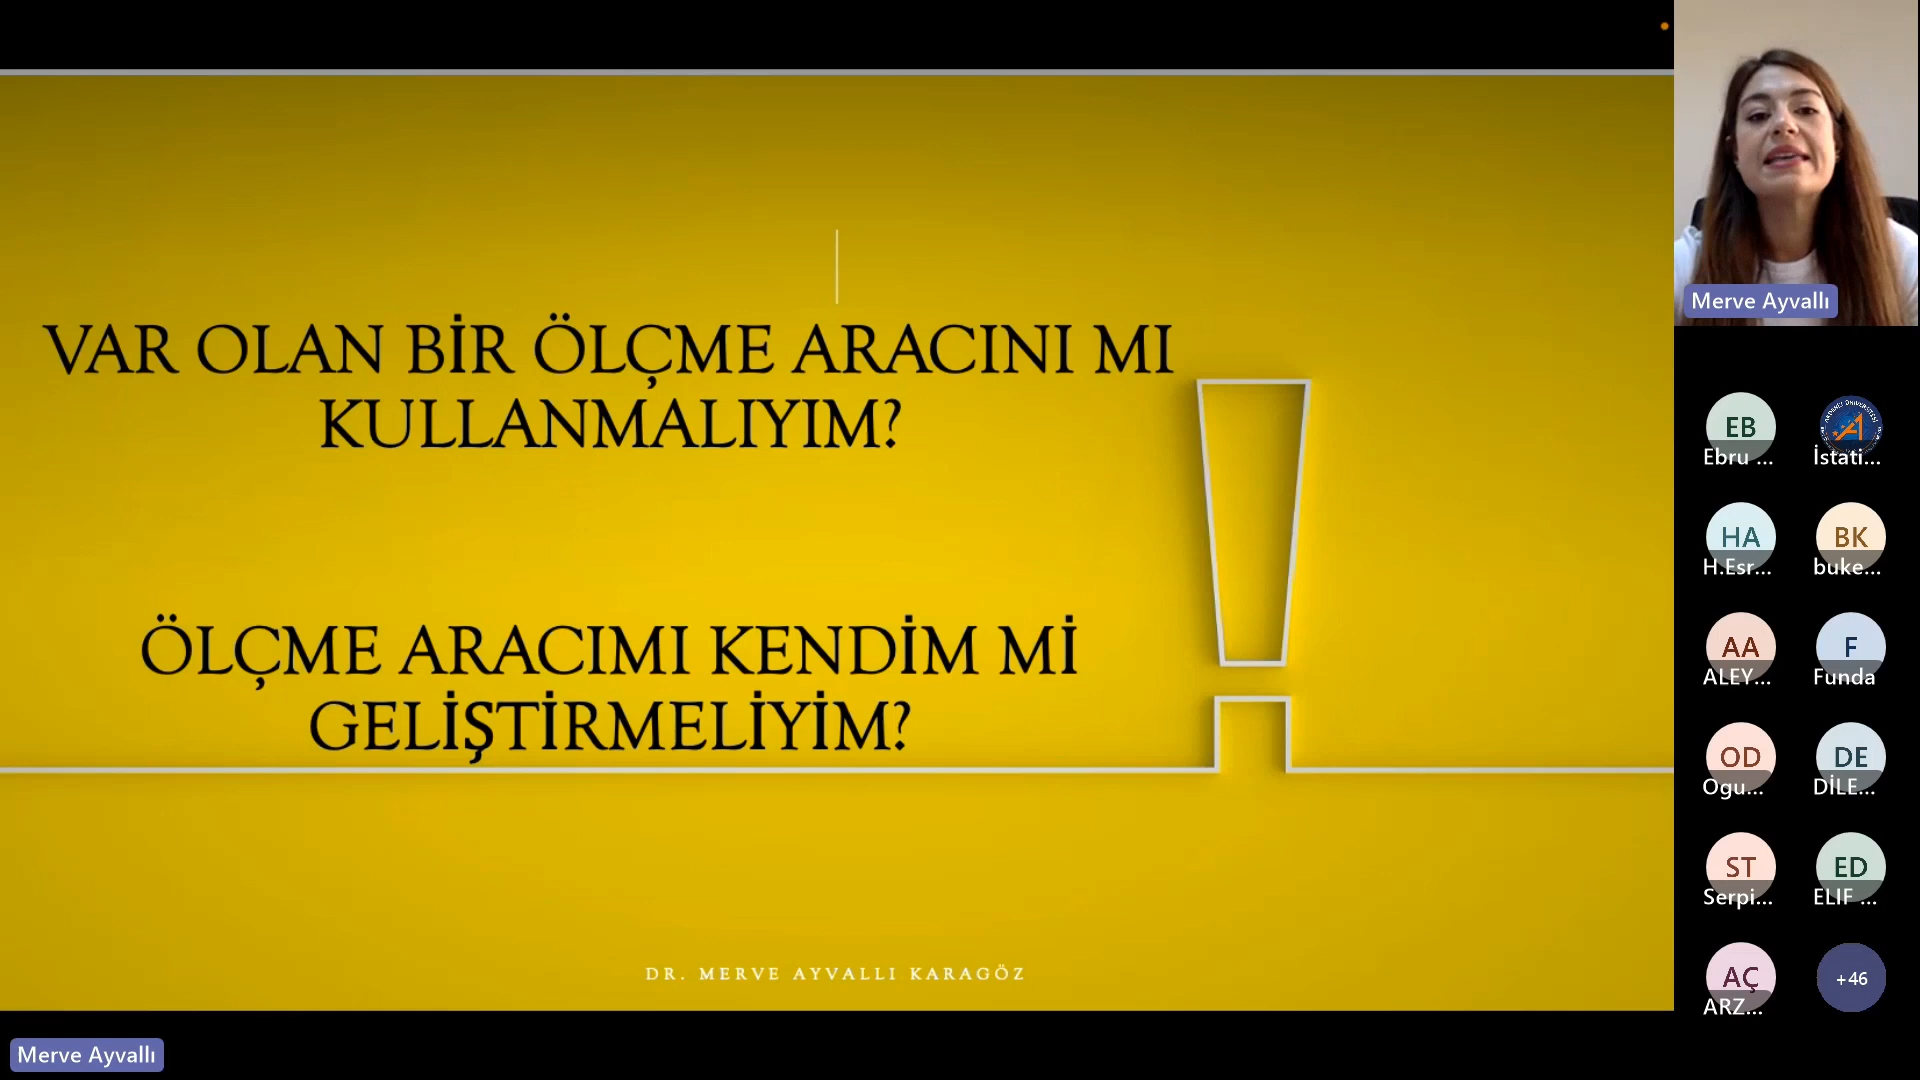 VAR OLAN BİR ÖLÇME ARACINI MI
KULLANMALIYIM?
ÖLÇME ARACIMI KENDİM Mİ
GELİŞTİRMELİYİM?
DR. MERVE AYVALLI KARAGÖZ
Merve Ayvallı
Merve Ayvallı
EB
Ebru ...
İstati...
HA
H.Esr...
BK
buke...
AA
ALEY...
F
Funda
OD
Ogu...
DE
DİLE...
ST
Serpi...
ED
ELIF ...
AÇ
ARZ...
+46